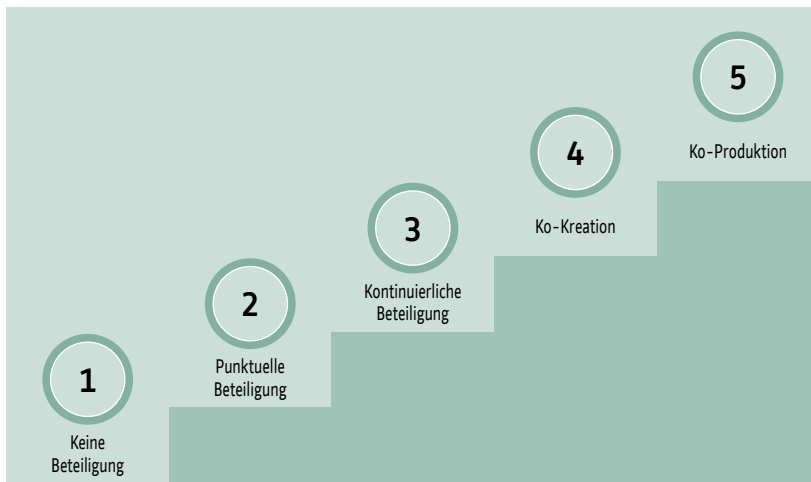 1
Keine
Beteiligung
2
Punktuelle
Beteiligung
3
Kontinuierliche
Beteiligung
4
Ko-Kreation
5
Ko-Produktion